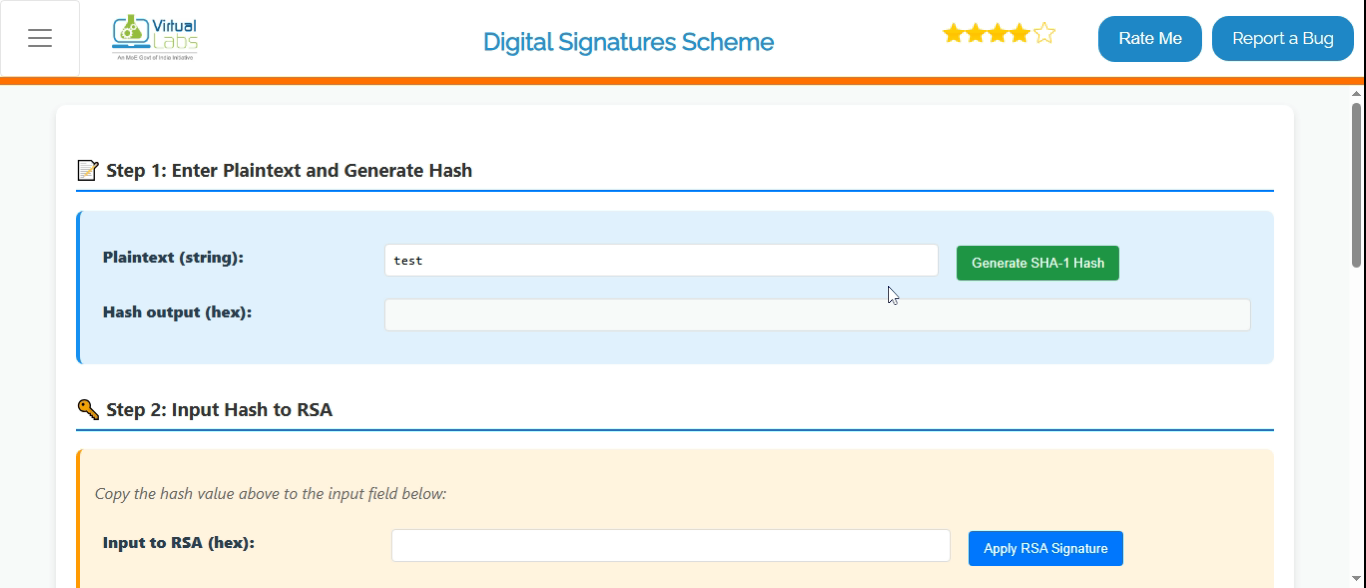 Virtual
Labs
An MoE Govt of India Initiative
Digital Signatures Scheme
Rate Me
Report a Bug
Step 1: Enter Plaintext and Generate Hash
Plaintext (string):
test
Generate SHA-1 Hash
Hash output (hex):
Step 2: Input Hash to RSA
Copy the hash value above to the input field below:
Input to RSA (hex):
Apply RSA Signature